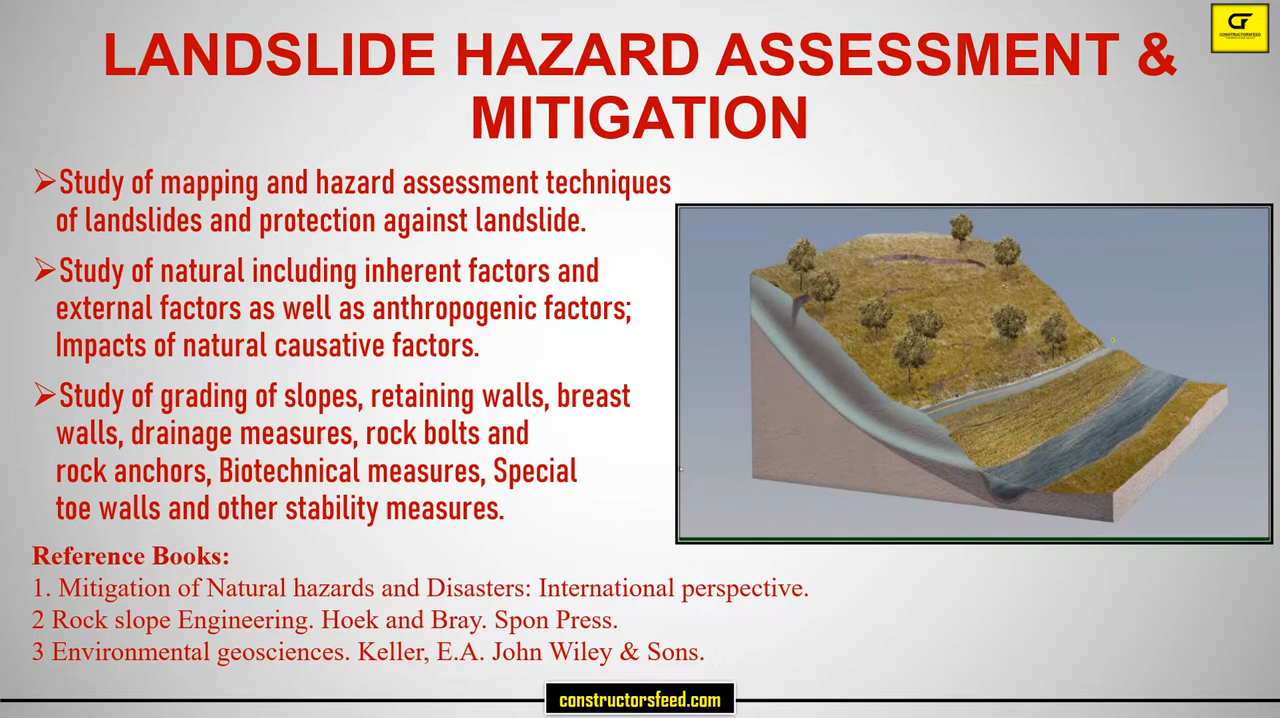 LANDSLIDE HAZARD ASSESSMENT &
MITIGATION
CF
CONSTRUCTORSFEED
➢Study of mapping and hazard assessment techniques
of landslides and protection against landslide.
➢Study of natural including inherent factors and
external factors as well as anthropogenic factors;
Impacts of natural causative factors.
➢Study of grading of slopes, retaining walls, breast
walls, drainage measures, rock bolts and
rock anchors, Biotechnical measures, Special
toe walls and other stability measures.
Reference Books:
1. Mitigation of Natural hazards and Disasters: International perspective.
2 Rock slope Engineering. Hoek and Bray. Spon Press.
3 Environmental geosciences. Keller, E.A. John Wiley & Sons.
constructorsfeed.com